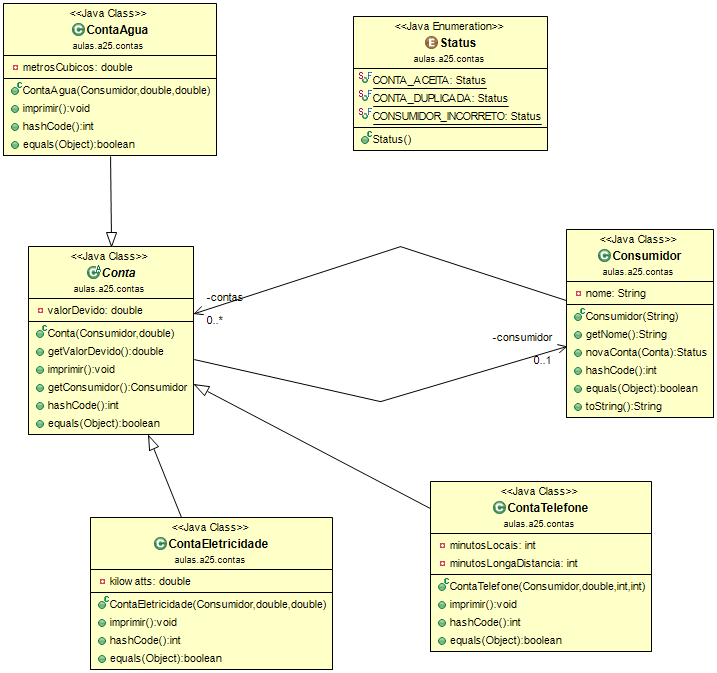 <<Java Class>>
ContaAgua
aulas.a25.contas
metrosCubicos: double
ContaAgua(Consumidor,double,double)
imprimir():void
hashCode():int
equals(Object):boolean
<<Java Enumeration>>
Status
aulas.a25.contas
CONTA_ACEITA: Status
CONTA_DUPLICADA: Status
CONSUMIDOR_INCORRETO: Status
Status()
<<Java Class>>
Conta
aulas.a25.contas
valorDevido: double
Conta(Consumidor,double)
getValorDevido():double
imprimir():void
getConsumidor():Consumidor
hashCode():int
equals(Object):boolean
-contas
0..*
-consumidor
0..1
<<Java Class>>
Consumidor
aulas.a25.contas
nome: String
Consumidor(String)
getNome():String
novaConta(Conta):Status
hashCode():int
equals(Object):boolean
toString():String
<<Java Class>>
ContaEletricidade
aulas.a25.contas
kilowatts: double
ContaEletricidade(Consumidor,double,double)
imprimir():void
hashCode():int
equals(Object):boolean
<<Java Class>>
ContaTelefone
aulas.a25.contas
minutosLocais: int
minutosLongaDistancia: int
ContaTelefone(Consumidor,double,int,int)
imprimir():void
hashCode():int
equals(Object):boolean